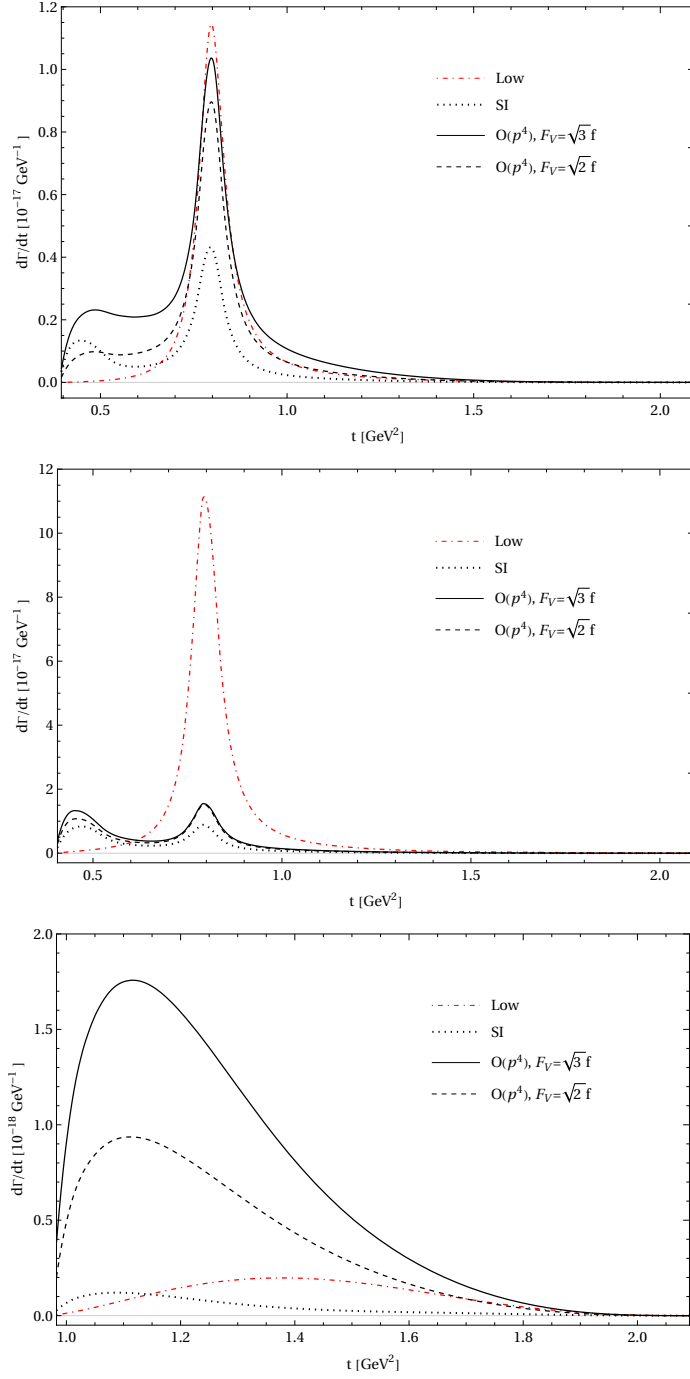 dΓ/dt [10⁻¹⁷ GeV⁻¹]
1.2
1.0
0.8
0.6
0.4
0.2
0.0
Low
SI
O(p⁴), F_V=√3 f
O(p⁴), F_V=√2 f
0.5 1.0 1.5 2.0
t [GeV²]
dΓ/dt [10⁻¹⁷ GeV⁻¹]
12
10
8
6
4
2
0
Low
SI
O(p⁴), F_V=√3 f
O(p⁴), F_V=√2 f
0.5 1.0 1.5 2.0
t [GeV²]
dΓ/dt [10⁻¹⁸ GeV⁻¹]
2.0
1.5
1.0
0.5
0.0
Low
SI
O(p⁴), F_V=√3 f
O(p⁴), F_V=√2 f
1.0 1.2 1.4 1.6 1.8 2.0
t [GeV²]